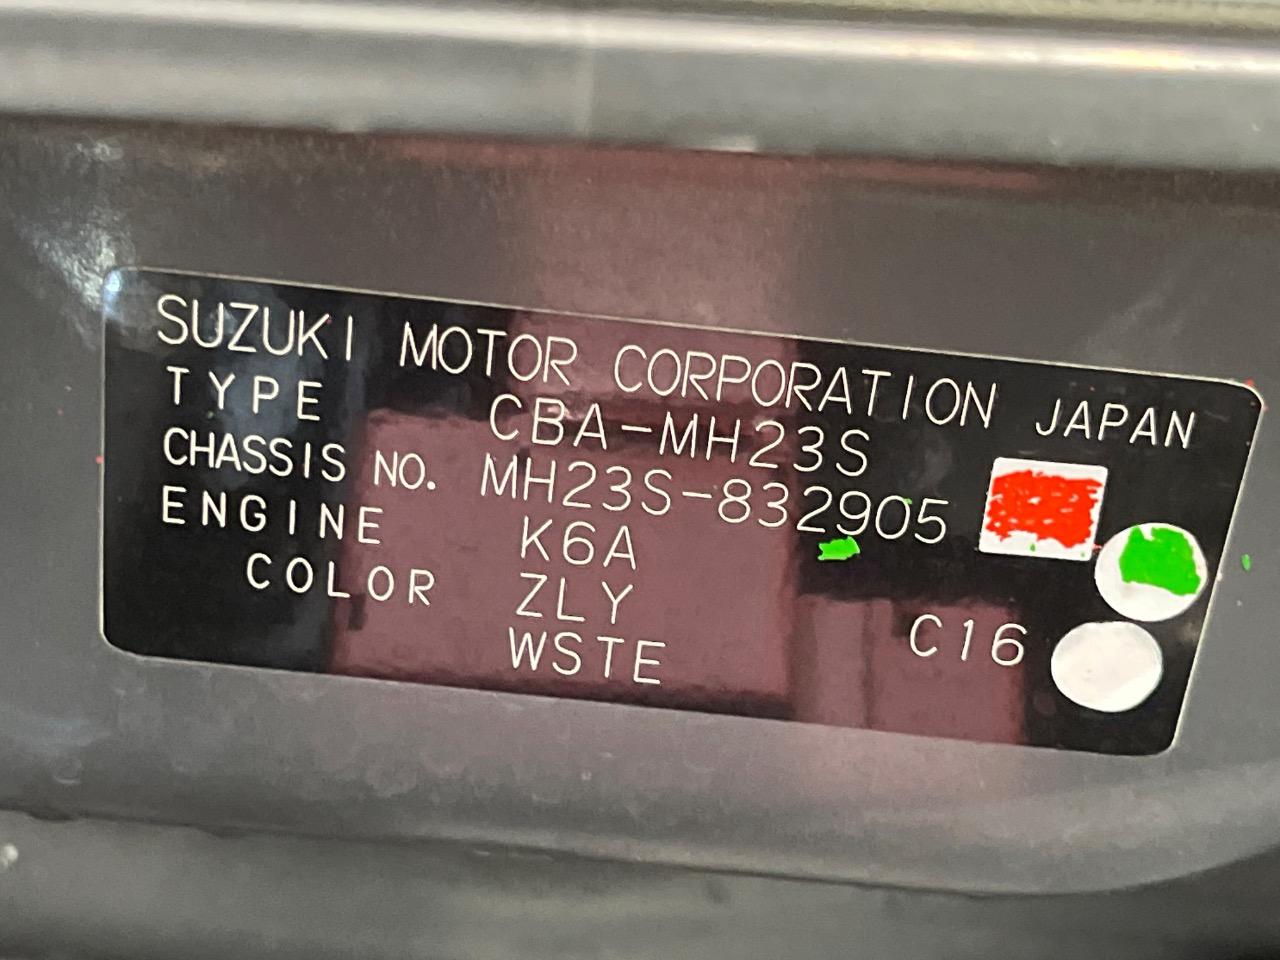 SUZUKI MOTOR CORPORATION JAPAN
TYPE CBA-MH23S
CHASSIS NO. MH23S-832905
ENGINE K6A
COLOR ZLY C16
WSTE